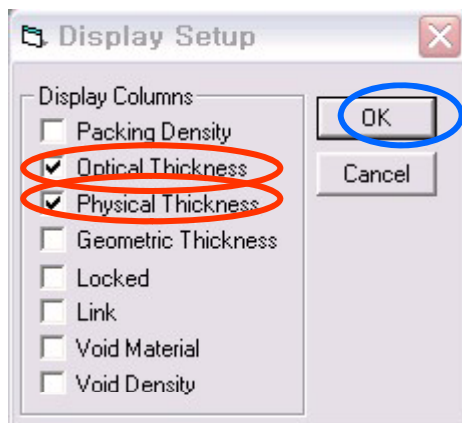 Display Setup
Display Columns
Packing Density
Optical Thickness
Physical Thickness
Geometric Thickness
Locked
Link
Void Material
Void Density
OK
Cancel